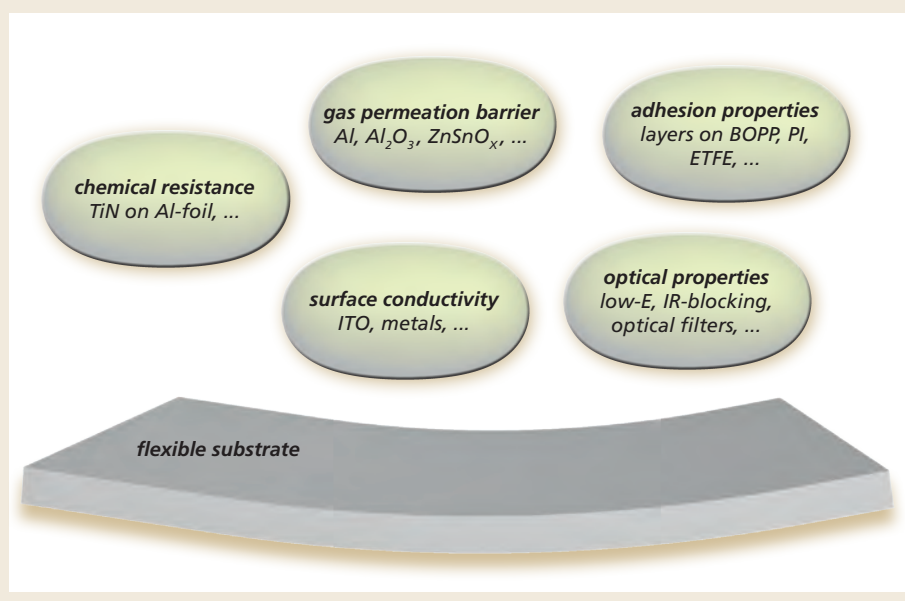 gas permeation barrier
Al, Al₂O₃, ZnSnOₓ, ...
adhesion properties
layers on BOPP, PI,
ETFE, ...
chemical resistance
TiN on Al-foil, ...
surface conductivity
ITO, metals, ...
optical properties
low-E, IR-blocking,
optical filters, ...
flexible substrate